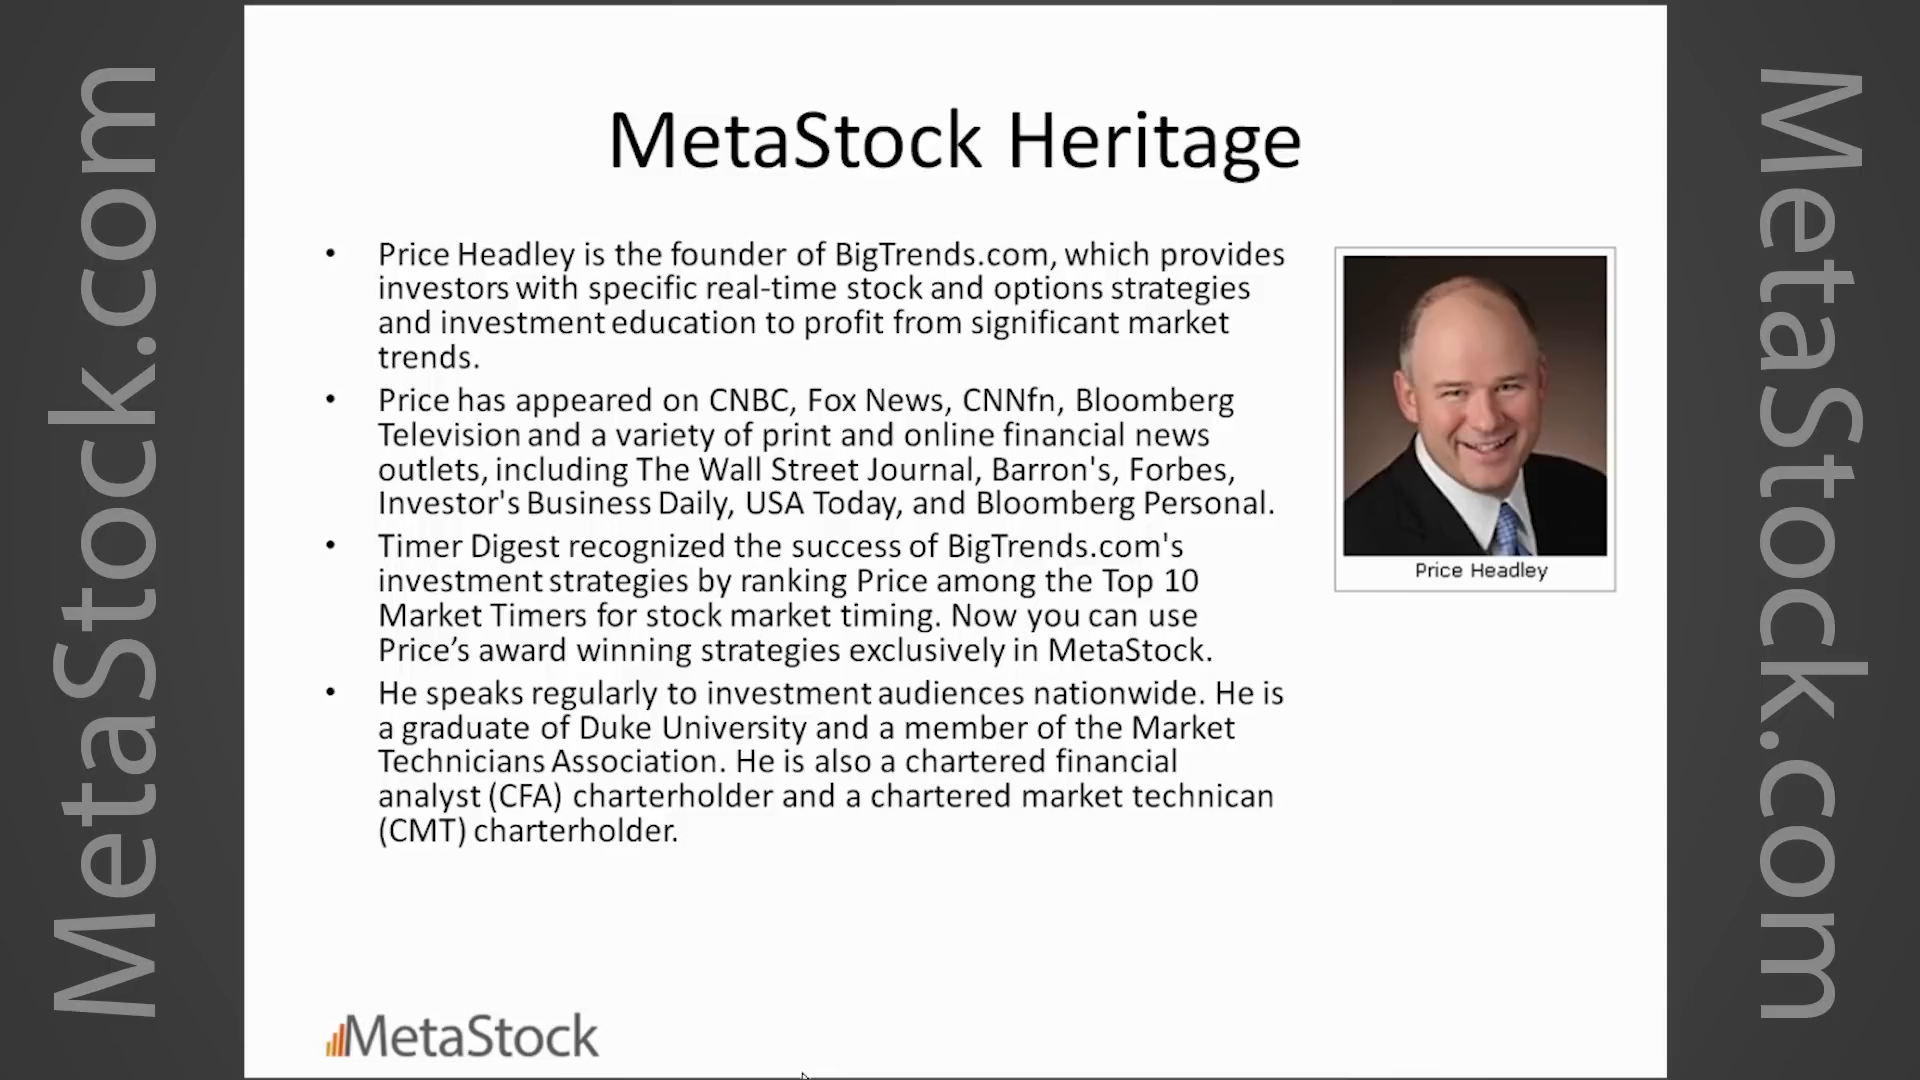 MetaStock Heritage
• Price Headley is the founder of BigTrends.com, which provides
investors with specific real-time stock and options strategies
and investment education to profit from significant market
trends.
• Price has appeared on CNBC, Fox News, CNNfn, Bloomberg
Television and a variety of print and online financial news
outlets, including The Wall Street Journal, Barron's, Forbes,
Investor's Business Daily, USA Today, and Bloomberg Personal.
• Timer Digest recognized the success of BigTrends.com's
investment strategies by ranking Price among the Top 10
Market Timers for stock market timing. Now you can use
Price’s award winning strategies exclusively in MetaStock.
• He speaks regularly to investment audiences nationwide. He is
a graduate of Duke University and a member of the Market
Technicians Association. He is also a chartered financial
analyst (CFA) charterholder and a chartered market technican
(CMT) charterholder.
Price Headley
MetaStock
MetaStock.com
MetaStock.com